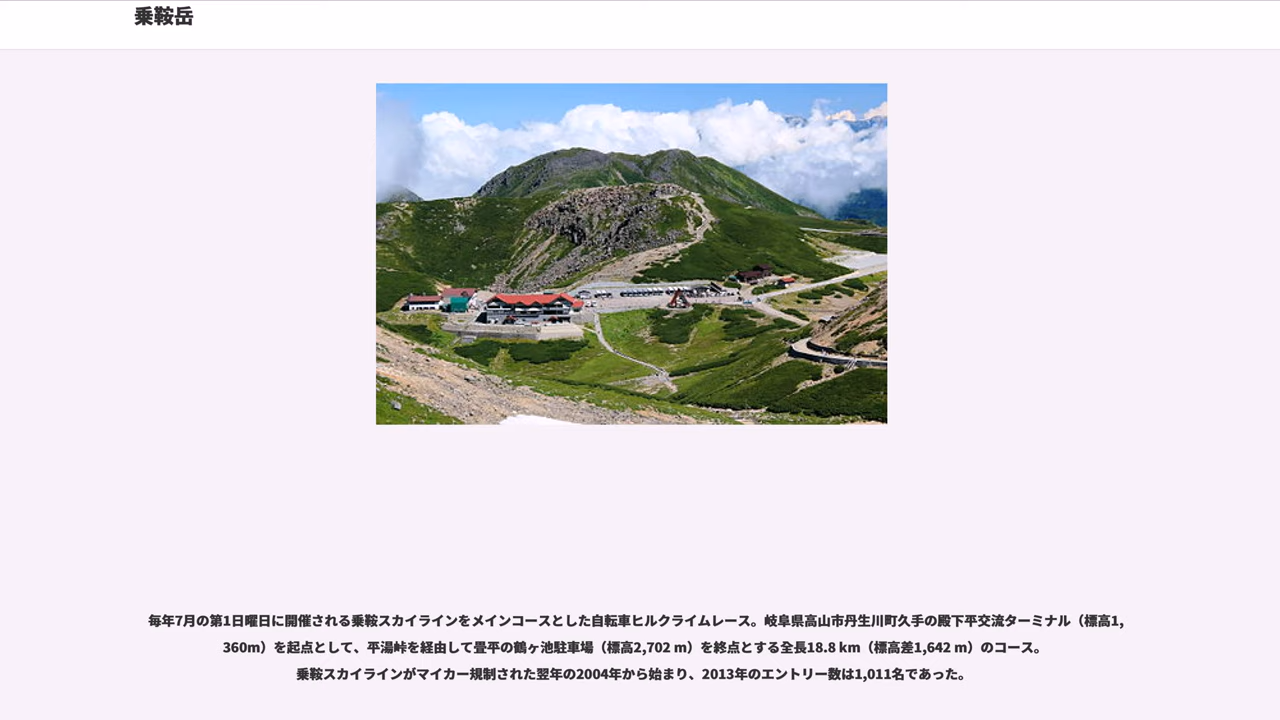 乗鞍岳
毎年7月の第1日曜日に開催される乗鞍スカイラインをメインコースとした自転車ヒルクライムレース。岐阜県高山市丹生川町久手の殿下平交流ターミナル（標高1,
360m）を起点として、平湯峠を経由して畳平の鶴ヶ池駐車場（標高2,702 m）を終点とする全長18.8 km（標高差1,642 m）のコース。
乗鞍スカイラインがマイカー規制された翌年の2004年から始まり、2013年のエントリー数は1,011名であった。